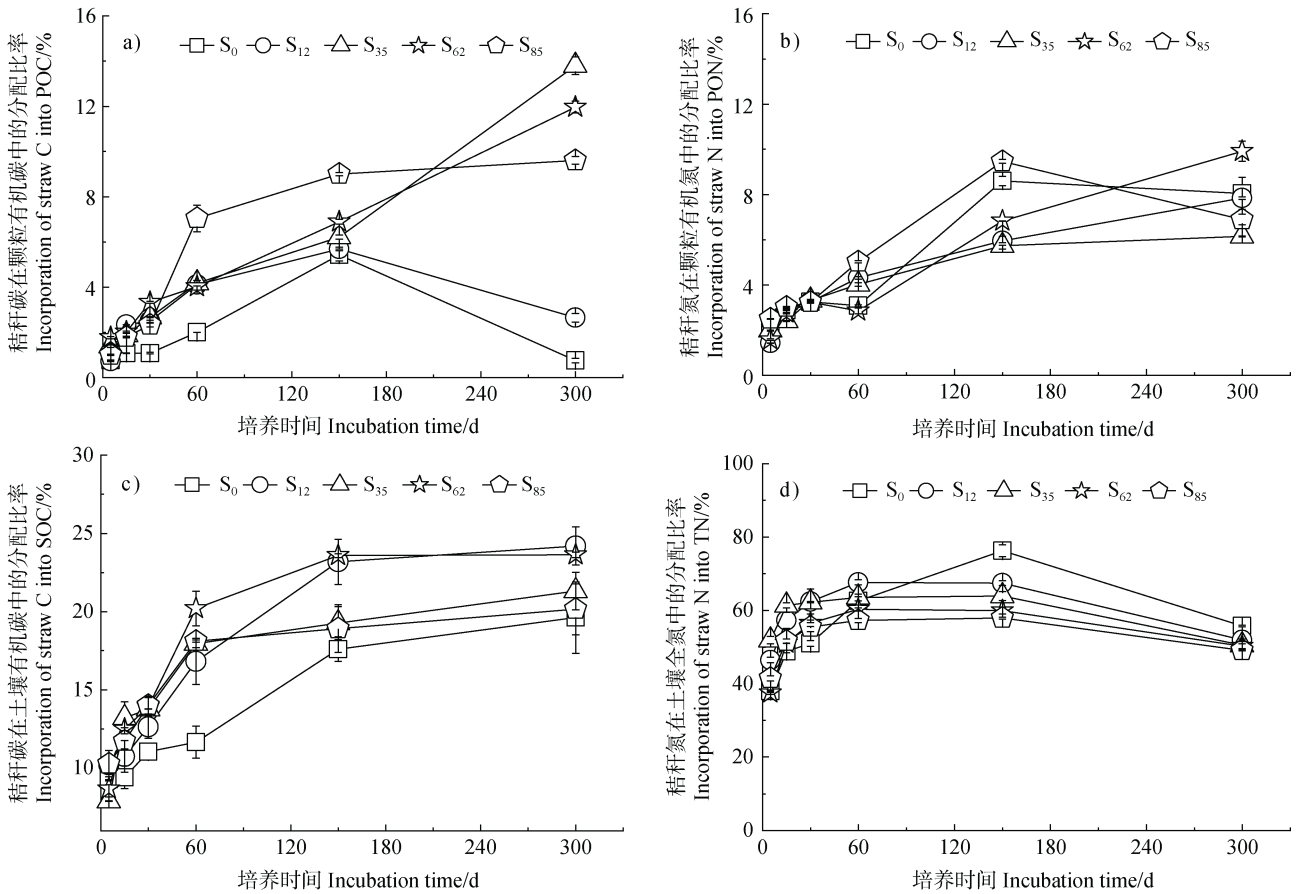 a)
S₀ S₁₂ S₃₅ S₆₂ S₈₅
秸秆碳在颗粒有机碳中的分配比率
Incorporation of straw C into POC/%
16
12
8
4
0
0 60 120 180 240 300
培养时间 Incubation time/d
b)
S₀ S₁₂ S₃₅ S₆₂ S₈₅
秸秆氮在颗粒有机氮中的分配比率
Incorporation of straw N into PON/%
16
12
8
4
0
0 60 120 180 240 300
培养时间 Incubation time/d
c)
S₀ S₁₂ S₃₅ S₆₂ S₈₅
秸秆碳在土壤有机碳中的分配比率
Incorporation of straw C into SOC/%
30
25
20
15
10
0 60 120 180 240 300
培养时间 Incubation time/d
d)
S₀ S₁₂ S₃₅ S₆₂ S₈₅
秸秆氮在土壤全氮中的分配比率
Incorporation of straw N into TN/%
100
80
60
40
20
0
0 60 120 180 240 300
培养时间 Incubation time/d